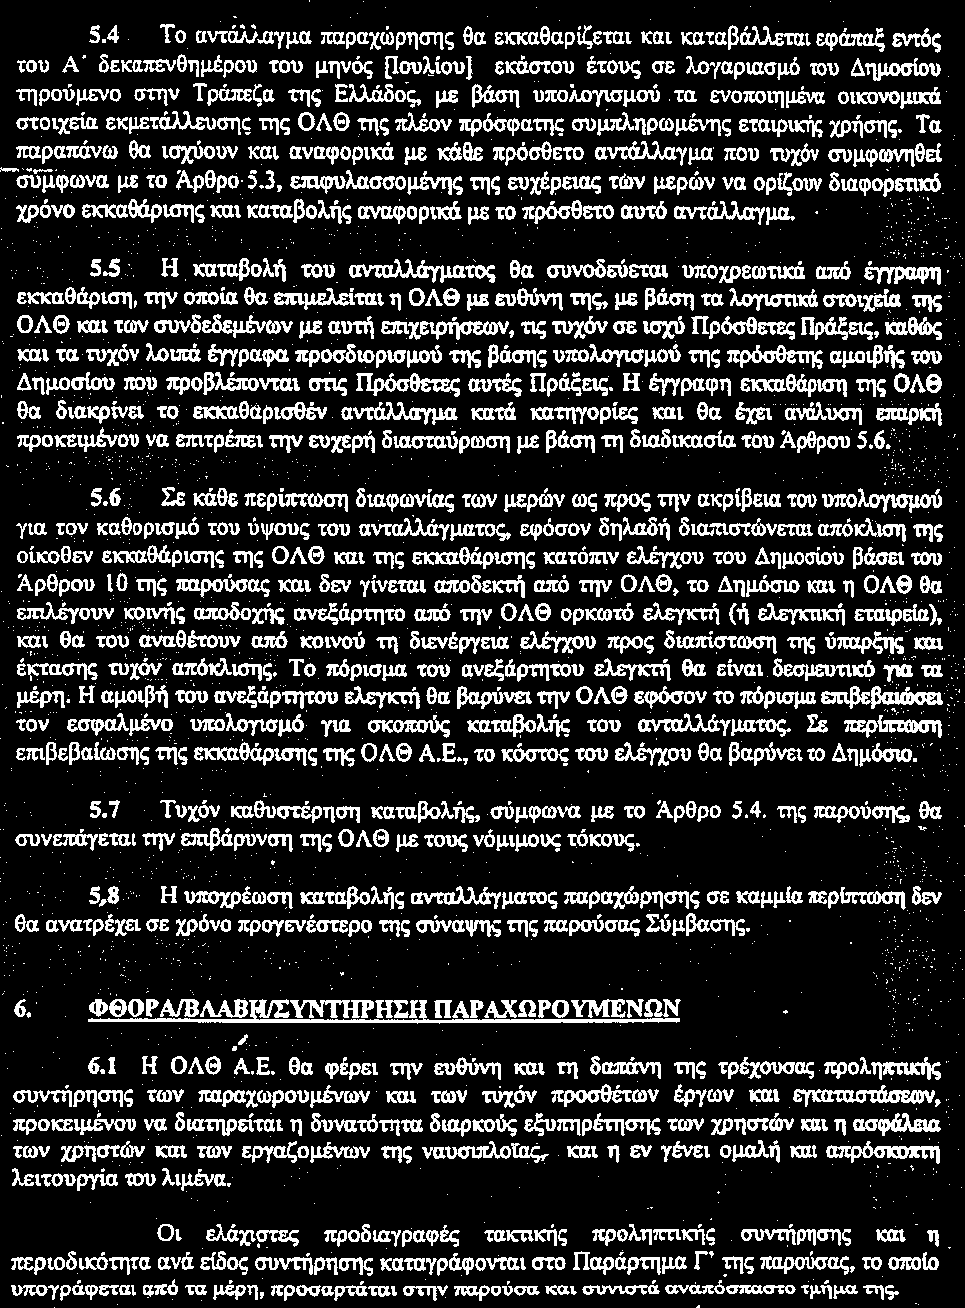 5.4 Το αντάλλαγμα παραχώρησης θα εκκαθαρίζεται και καταβάλλεται εφάπαξ εντός
του Α΄ δεκαπενθημέρου του μηνός [Ιουλίου] εκάστου έτους σε λογαριασμό του Δημοσίου
τηρούμενο στην Τράπεζα της Ελλάδος, με βάση υπολογισμού τα ενοποιημένα οικονομικά
στοιχεία εκμετάλλευσης της ΟΛΘ της πλέον πρόσφατης συμπληρωμένης εταιρικής χρήσης. Τα
παραπάνω θα ισχύουν και αναφορικά με κάθε πρόσθετο αντάλλαγμα που τυχόν συμφωνηθεί
σύμφωνα με το Άρθρο 5.3, επιφυλασσομένης της ευχέρειας των μερών να ορίζουν διαφορετικό
χρόνο εκκαθάρισης και καταβολής αναφορικά με το πρόσθετο αυτό αντάλλαγμα.
5.5 Η καταβολή του ανταλλάγματος θα συνοδεύεται υποχρεωτικά από έγγραφη
εκκαθάριση, την οποία θα επιμελείται η ΟΛΘ με ευθύνη της, με βάση τα λογιστικά στοιχεία της
ΟΛΘ και των συνδεδεμένων με αυτή επιχειρήσεων, τις τυχόν σε ισχύ Πρόσθετες Πράξεις, καθώς
και τα τυχόν λοιπά έγγραφα προσδιορισμού της βάσης υπολογισμού της πρόσθετης αμοιβής του
Δημοσίου που προβλέπονται στις Πρόσθετες αυτές Πράξεις. Η έγγραφη εκκαθάριση της ΟΛΘ
θα διακρίνει το εκκαθαρισθέν αντάλλαγμα κατά κατηγορίες και θα έχει ανάλυση επαρκή
προκειμένου να επιτρέπει την ευχερή διασταύρωση με βάση τη διαδικασία του Άρθρου 5.6.
5.6 Σε κάθε περίπτωση διαφωνίας των μερών ως προς την ακρίβεια του υπολογισμού
για τον καθορισμό του ύψους του ανταλλάγματος, εφόσον δηλαδή διαπιστώνεται απόκλιση της
οίκοθεν εκκαθάρισης της ΟΛΘ και της εκκαθάρισης κατόπιν ελέγχου του Δημοσίου βάσει του
Άρθρου 10 της παρούσας και δεν γίνεται αποδεκτή από την ΟΛΘ, το Δημόσιο και η ΟΛΘ θα
επιλέγουν κοινής αποδοχής ανεξάρτητο από την ΟΛΘ ορκωτό ελεγκτή (ή ελεγκτική εταιρεία),
και θα του αναθέτουν από κοινού τη διενέργεια ελέγχου προς διαπίστωση της ύπαρξης και
έκτασης τυχόν απόκλισης. Το πόρισμα του ανεξάρτητου ελεγκτή θα είναι δεσμευτικό για τα
μέρη. Η αμοιβή του ανεξάρτητου ελεγκτή θα βαρύνει την ΟΛΘ εφόσον το πόρισμα επιβεβαιώσει
τον εσφαλμένο υπολογισμό για σκοπούς καταβολής του ανταλλάγματος. Σε περίπτωση
επιβεβαίωσης της εκκαθάρισης της ΟΛΘ Α.Ε., το κόστος του ελέγχου θα βαρύνει το Δημόσιο.
5.7 Τυχόν καθυστέρηση καταβολής, σύμφωνα με το Άρθρο 5.4. της παρούσης, θα
συνεπάγεται την επιβάρυνση της ΟΛΘ με τους νόμιμους τόκους.
5.8 Η υποχρέωση καταβολής ανταλλάγματος παραχώρησης σε καμμία περίπτωση δεν
θα ανατρέχει σε χρόνο προγενέστερο της σύναψης της παρούσας Σύμβασης.
6. ΦΘΟΡΑ/ΒΛΑΒΗ/ΣΥΝΤΗΡΗΣΗ ΠΑΡΑΧΩΡΟΥΜΕΝΩΝ
6.1 Η ΟΛΘ Α.Ε. θα φέρει την ευθύνη και τη δαπάνη της τρέχουσας προληπτικής
συντήρησης των παραχωρουμένων και των τυχόν προσθέτων έργων και εγκαταστάσεων,
προκειμένου να διατηρείται η δυνατότητα διαρκούς εξυπηρέτησης των χρηστών και η ασφάλεια
των χρηστών και των εργαζομένων της ναυσιπλοΐας, και η εν γένει ομαλή και απρόσκοπτη
λειτουργία του λιμένα.
Οι ελάχιστες προδιαγραφές τακτικής προληπτικής συντήρησης και η
περιοδικότητα ανά είδος συντήρησης καταγράφονται στο Παράρτημα Γ' της παρούσας, το οποίο
υπογράφεται από τα μέρη, προσαρτάται στην παρούσα και συνιστά αναπόσπαστο τμήμα της.